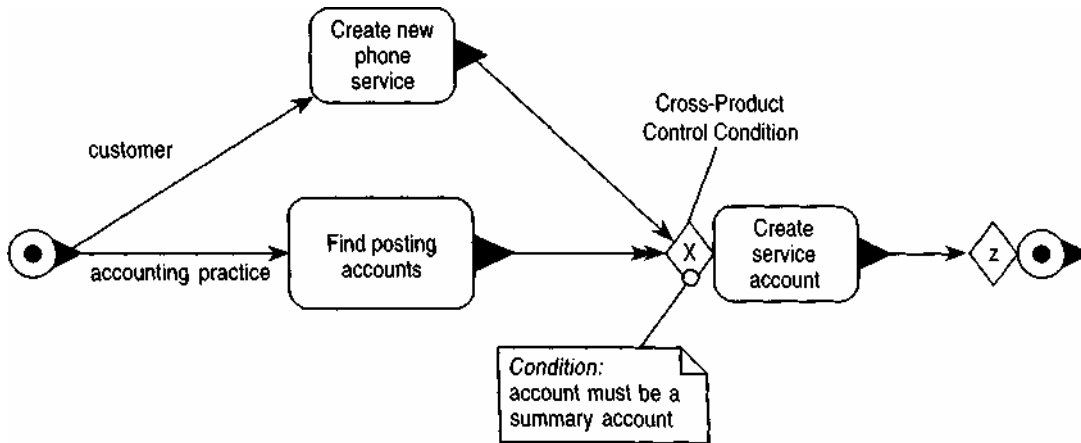 Create new
phone
service
Cross-Product
Control Condition
customer
Find posting
accounts
accounting practice
X
Create
service
account
z
Condition:
account must be a
summary account